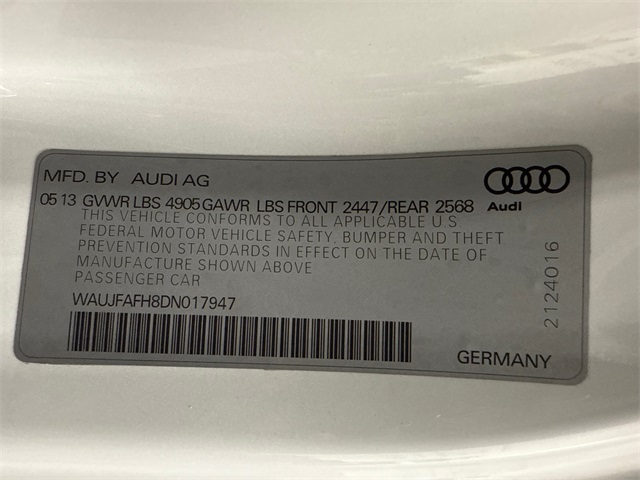 MFD. BY AUDI AG
05 13 GVWR LBS 4905 GAWR LBS FRONT 2447/REAR 2568
Audi
THIS VEHICLE CONFORMS TO ALL APPLICABLE U.S
FEDERAL MOTOR VEHICLE SAFETY, BUMPER AND THEFT
PREVENTION STANDARDS IN EFFECT ON THE DATE OF
MANUFACTURE SHOWN ABOVE
PASSENGER CAR
WAUJFAFH8DN017947
2124016
GERMANY